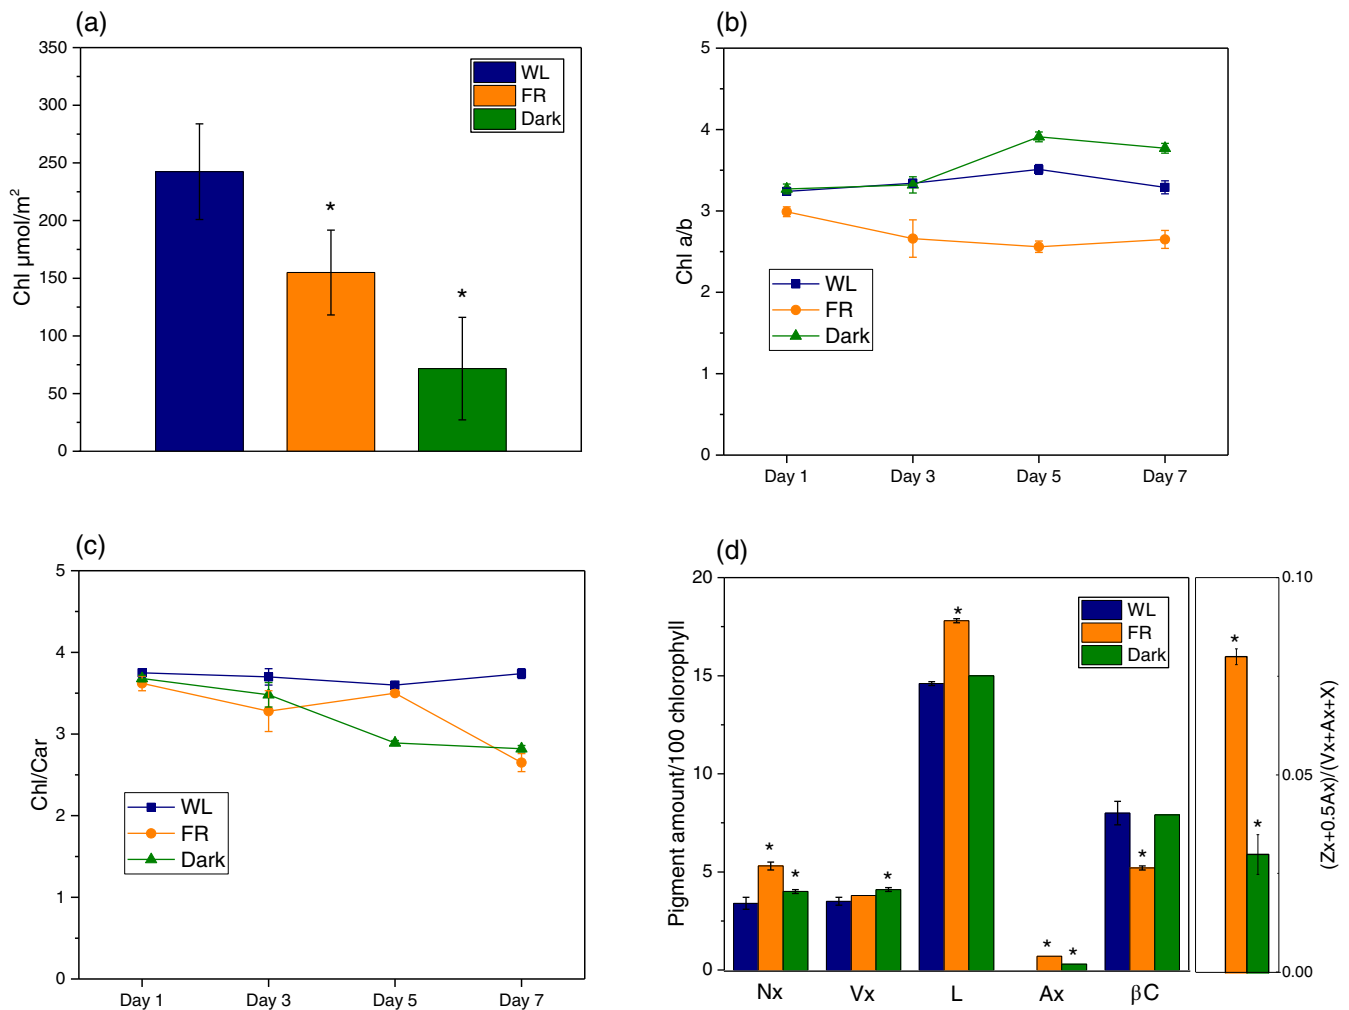 (a)
350
300
250
200
150
100
50
0
Chl µmol/m²
WL
FR
Dark
*
*
(b)
5
4
3
2
1
0
Chl a/b
WL
FR
Dark
Day 1 Day 3 Day 5 Day 7
(c)
5
4
3
2
1
0
Chl/Car
WL
FR
Dark
Day 1 Day 3 Day 5 Day 7
(d)
20
15
10
5
0
Pigment amount/100 chlorophyll
WL
FR
Dark
*
* *
*
* *
*
*
*
Nx Vx L Ax βC
0.10
0.05
0.00
(Zx+0.5Ax)/(Vx+Ax+X)